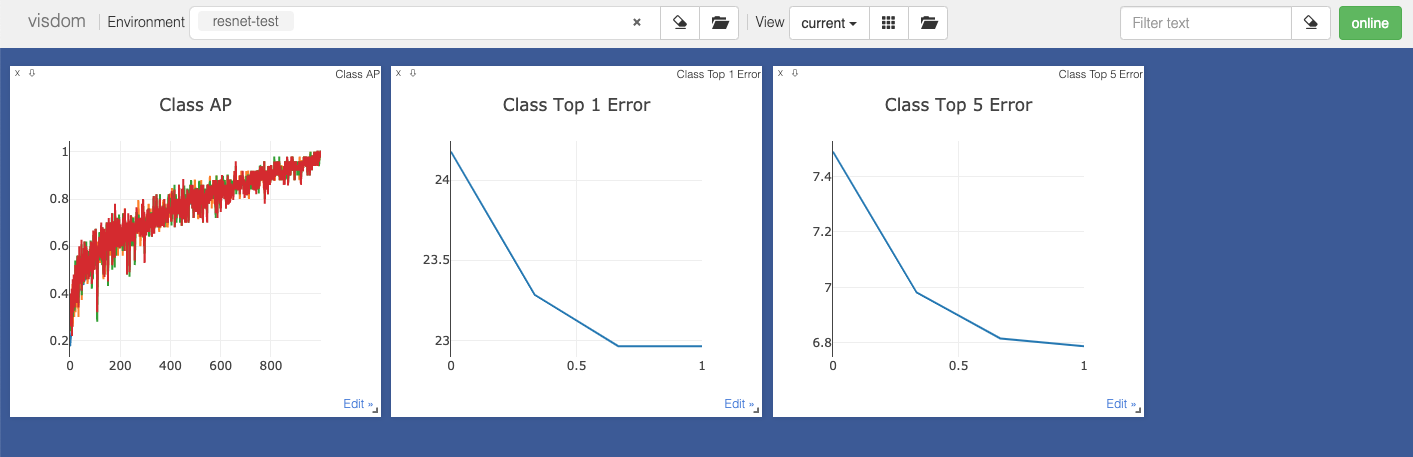 visdom Environment resnet-test × View current Filter text online
x ⇩ Class AP
Class AP
1
0.8
0.6
0.4
0.2
0 200 400 600 800
Edit »
x ⇩ Class Top 1 Error
Class Top 1 Error
24
23.5
23
0 0.5 1
Edit »
x ⇩ Class Top 5 Error
Class Top 5 Error
7.4
7.2
7
6.8
0 0.5 1
Edit »